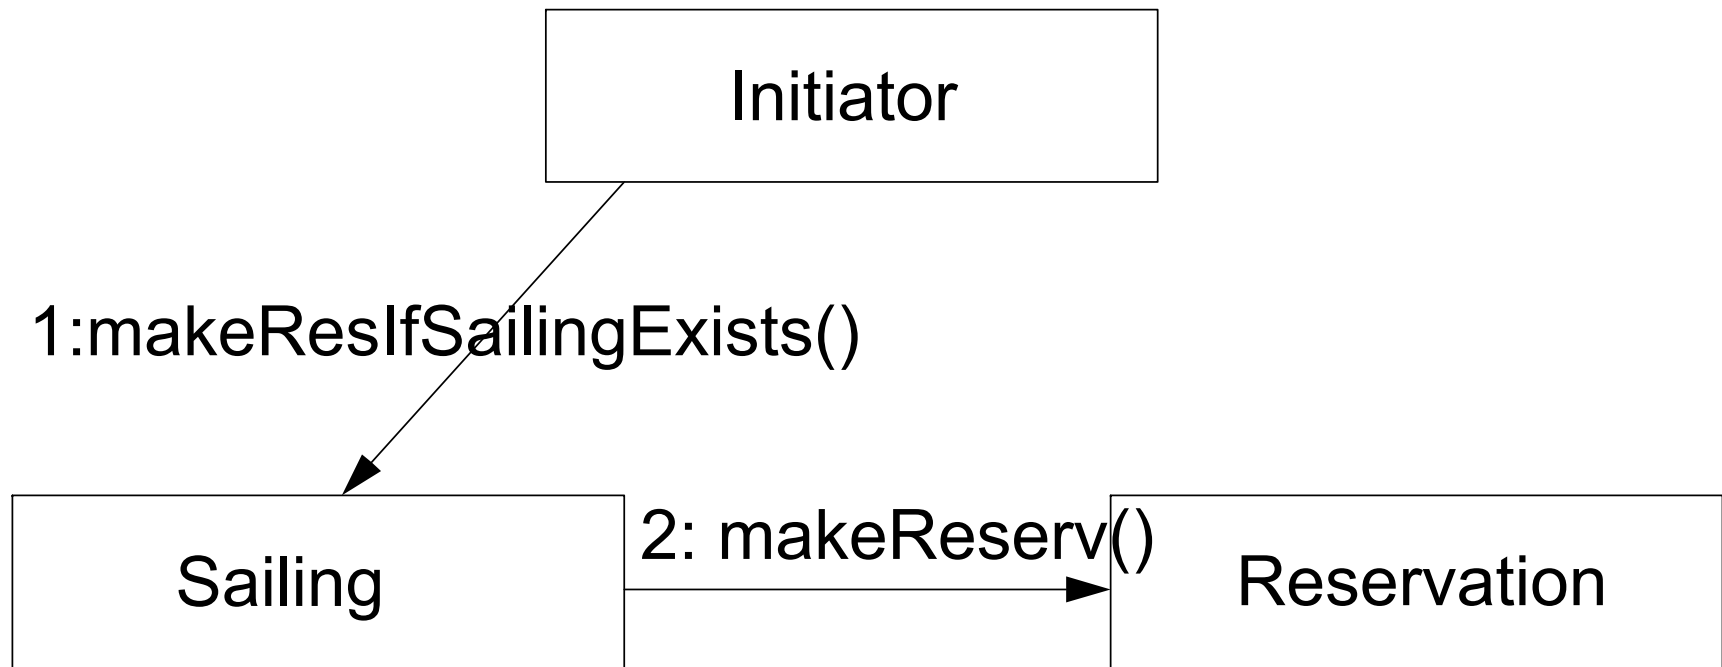 Initiator
1:makeResIfSailingExists()
2: makeReserv()
Sailing
Reservation